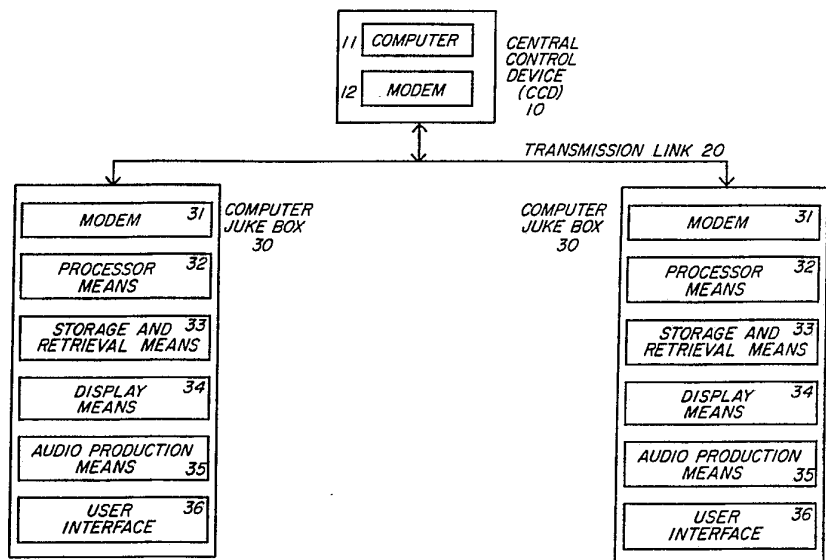 11 COMPUTER
12 MODEM
CENTRAL
CONTROL
DEVICE
(CCD)
10
TRANSMISSION LINK 20
MODEM 31
PROCESSOR 32
MEANS
STORAGE AND 33
RETRIEVAL MEANS
DISPLAY 34
MEANS
AUDIO PRODUCTION
MEANS 35
USER 36
INTERFACE
COMPUTER
JUKE BOX
30
COMPUTER
JUKE BOX
30
MODEM 31
PROCESSOR 32
MEANS
STORAGE AND 33
RETRIEVAL MEANS
DISPLAY 34
MEANS
AUDIO PRODUCTION
MEANS 35
USER 36
INTERFACE